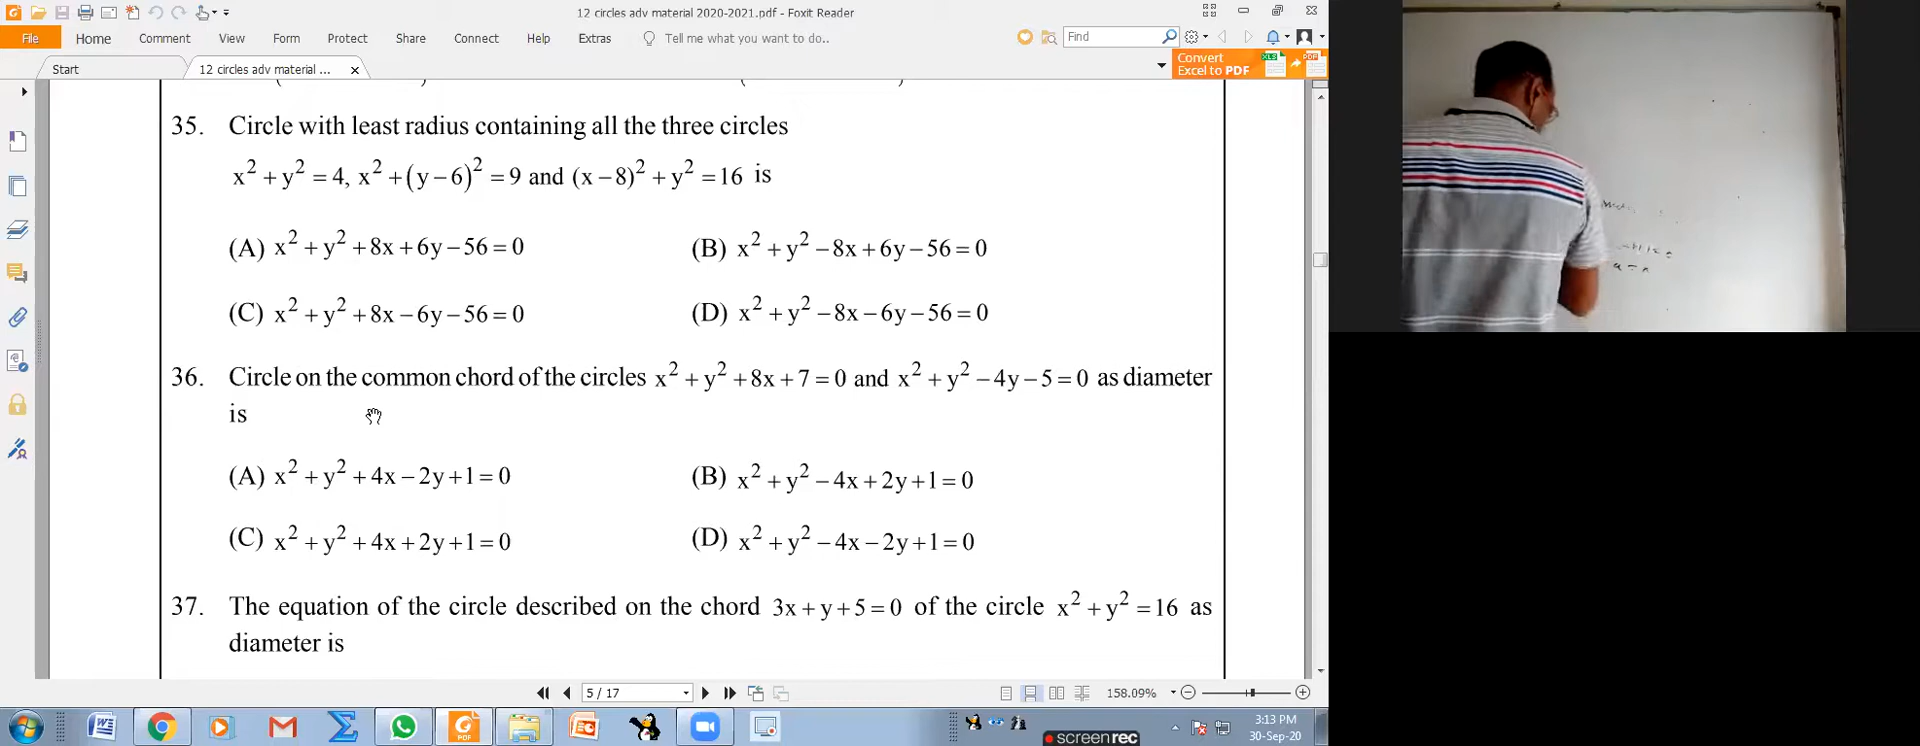 12 circles adv material 2020-2021.pdf - Foxit Reader
File Home Comment View Form Protect Share Connect Help Extras Tell me what you want to do.. Find
Start 12 circles adv material ... Convert Excel to PDF
35. Circle with least radius containing all the three circles
x² + y² = 4, x² + (y − 6)² = 9 and (x − 8)² + y² = 16 is
(A) x² + y² + 8x + 6y − 56 = 0 (B) x² + y² − 8x + 6y − 56 = 0
(C) x² + y² + 8x − 6y − 56 = 0 (D) x² + y² − 8x − 6y − 56 = 0
36. Circle on the common chord of the circles x² + y² + 8x + 7 = 0 and x² + y² − 4y − 5 = 0 as diameter
is
(A) x² + y² + 4x − 2y + 1 = 0 (B) x² + y² − 4x + 2y + 1 = 0
(C) x² + y² + 4x + 2y + 1 = 0 (D) x² + y² − 4x − 2y + 1 = 0
37. The equation of the circle described on the chord 3x + y + 5 = 0 of the circle x² + y² = 16 as
diameter is
5 / 17 158.09%
3:13 PM
30-Sep-20
screenrec